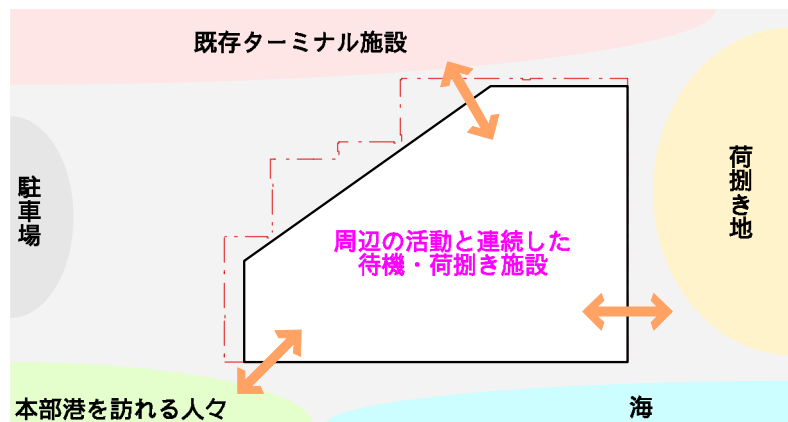 既存ターミナル施設
駐車場
荷捌き地
周辺の活動と連続した
待機・荷捌き施設
本部港を訪れる人々
海